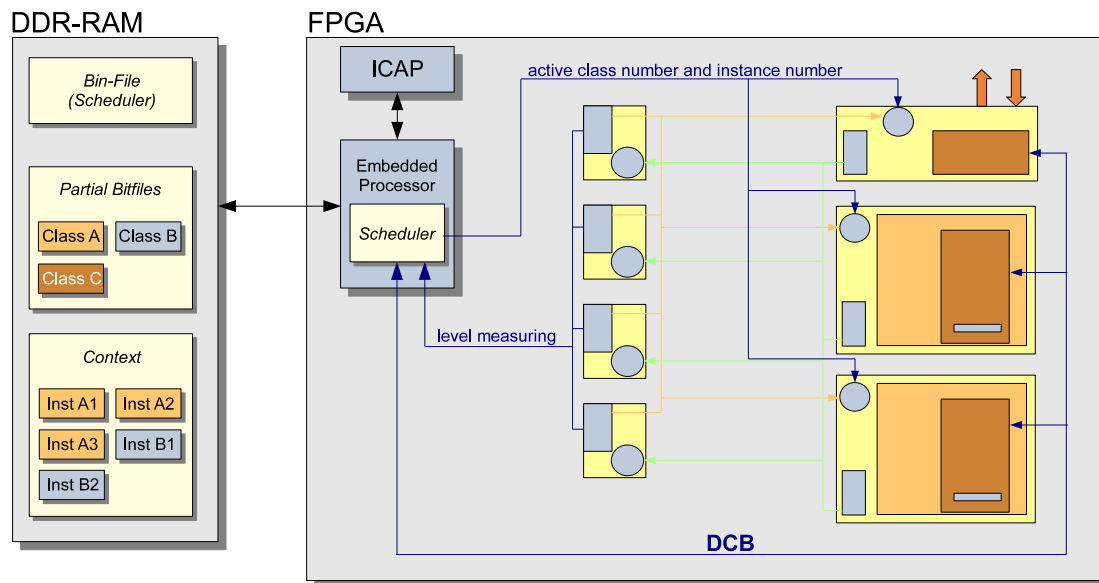 DDR-RAM
Bin-File
(Scheduler)
Partial Bitfiles
Class A
Class B
Class C
Context
Inst A1
Inst A2
Inst A3
Inst B1
Inst B2
FPGA
ICAP
active class number and instance number
Embedded
Processor
Scheduler
level measuring
DCB